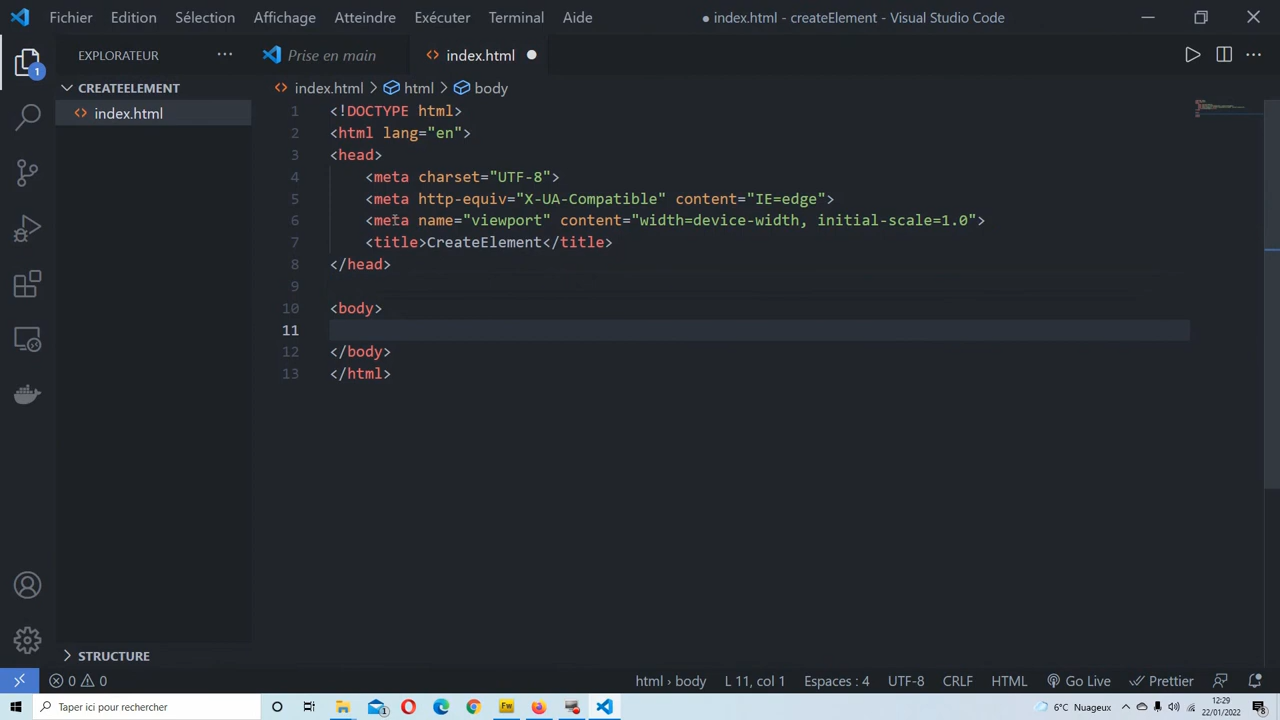 Fichier Edition Sélection Affichage Atteindre Exécuter Terminal Aide ● index.html - createElement - Visual Studio Code
EXPLORATEUR ··· Prise en main <> index.html ●
CREATEELEMENT <> index.html > html > body
<> index.html
1 <!DOCTYPE html>
2 <html lang="en">
3 <head>
4 <meta charset="UTF-8">
5 <meta http-equiv="X-UA-Compatible" content="IE=edge">
6 <meta name="viewport" content="width=device-width, initial-scale=1.0">
7 <title>CreateElement</title>
8 </head>
9
10 <body>
11
12 </body>
13 </html>
1
STRUCTURE
0 0 html › body L 11, col 1 Espaces : 4 UTF-8 CRLF HTML Go Live Prettier
Taper ici pour rechercher 1 Fw 6°C Nuageux 12:29
22/01/2022